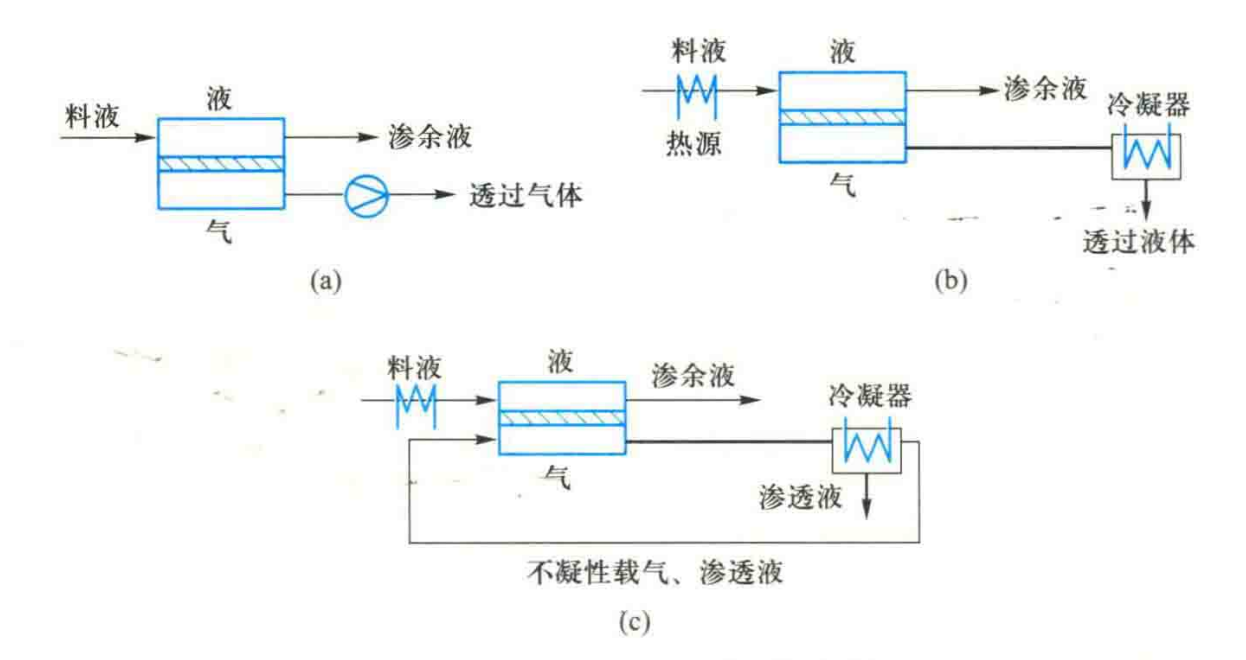 料液
液
渗余液
气
透过气体
(a)
料液
热源
液
渗余液
冷凝器
气
透过液体
(b)
料液
液
渗余液
冷凝器
气
渗透液
不凝性载气、渗透液
(c)